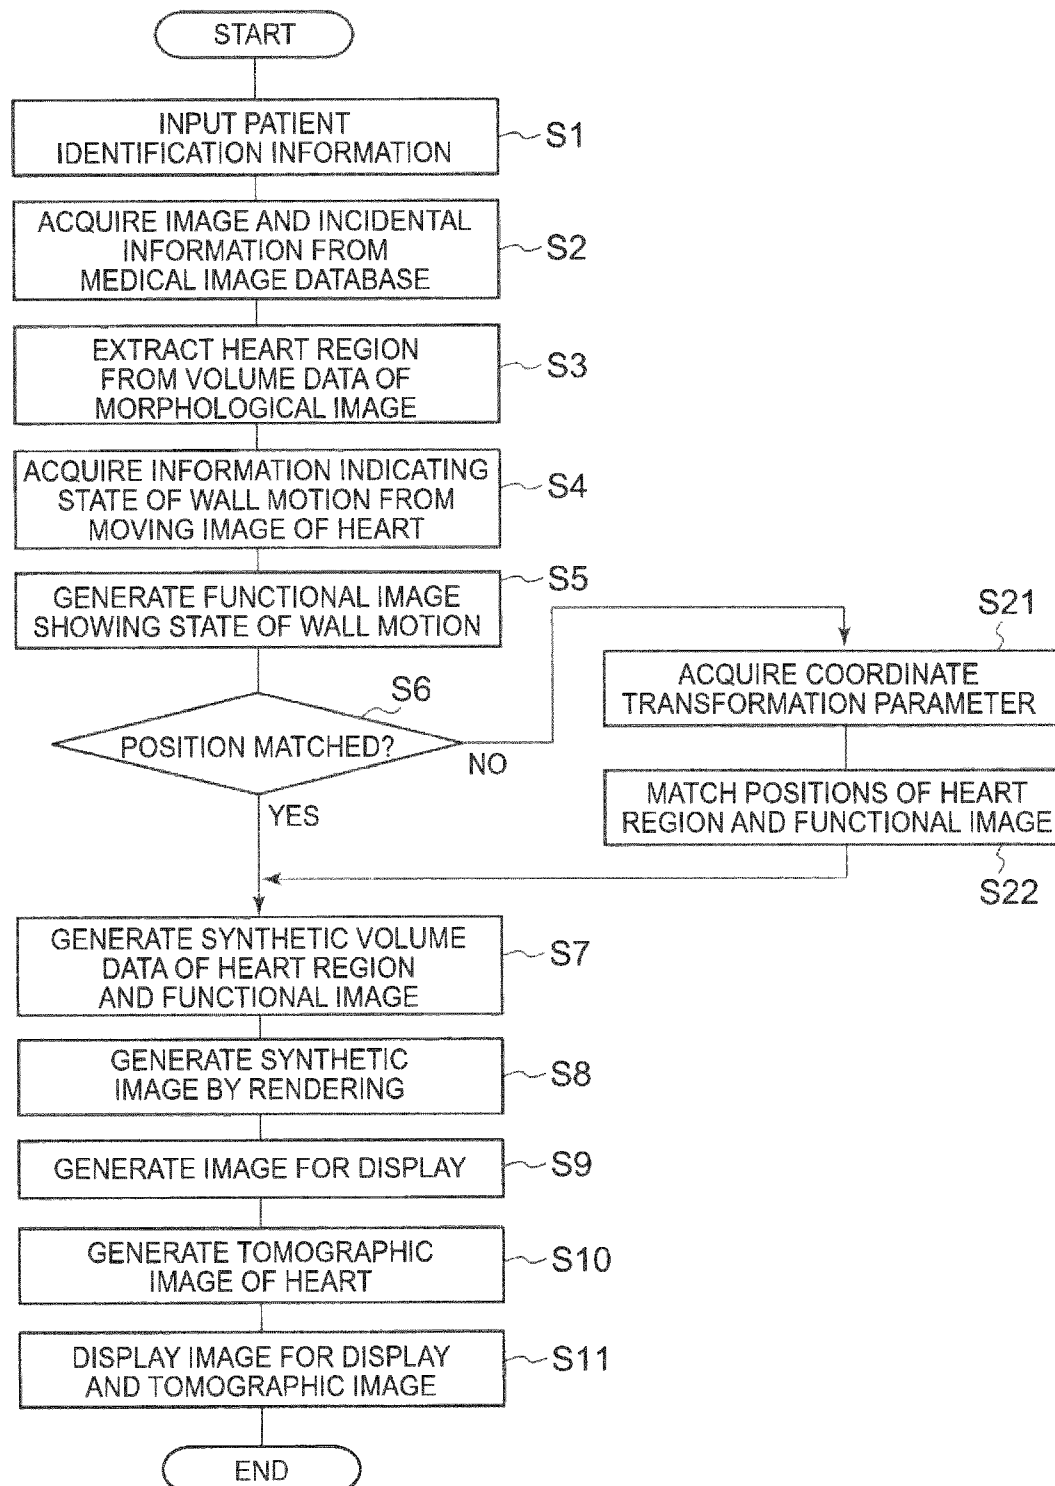 START
INPUT PATIENT
IDENTIFICATION INFORMATION
S1
ACQUIRE IMAGE AND INCIDENTAL
INFORMATION FROM
MEDICAL IMAGE DATABASE
S2
EXTRACT HEART REGION
FROM VOLUME DATA OF
MORPHOLOGICAL IMAGE
S3
ACQUIRE INFORMATION INDICATING
STATE OF WALL MOTION FROM
MOVING IMAGE OF HEART
S4
GENERATE FUNCTIONAL IMAGE
SHOWING STATE OF WALL MOTION
S5
POSITION MATCHED?
S6
NO
YES
S21
ACQUIRE COORDINATE
TRANSFORMATION PARAMETER
MATCH POSITIONS OF HEART
REGION AND FUNCTIONAL IMAGE
S22
GENERATE SYNTHETIC VOLUME
DATA OF HEART REGION
AND FUNCTIONAL IMAGE
S7
GENERATE SYNTHETIC
IMAGE BY RENDERING
S8
GENERATE IMAGE FOR DISPLAY
S9
GENERATE TOMOGRAPHIC
IMAGE OF HEART
S10
DISPLAY IMAGE FOR DISPLAY
AND TOMOGRAPHIC IMAGE
S11
END